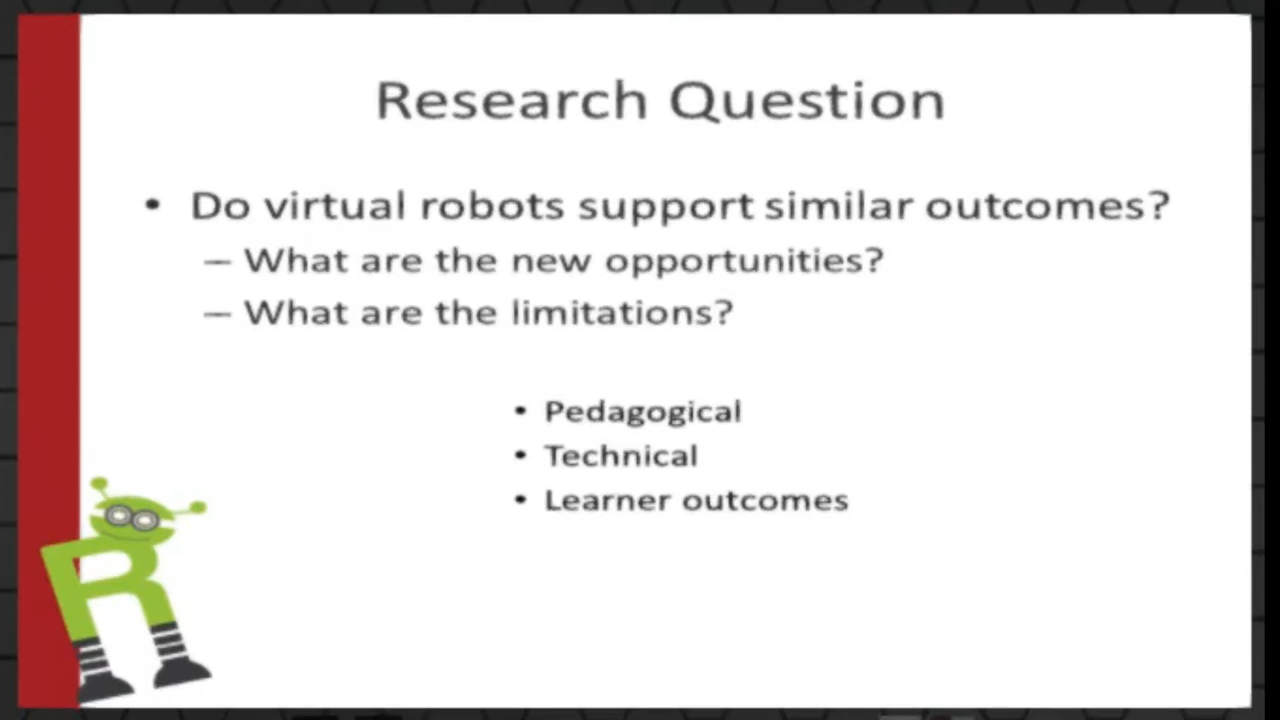 Research Question
• Do virtual robots support similar outcomes?
– What are the new opportunities?
– What are the limitations?
• Pedagogical
• Technical
• Learner outcomes